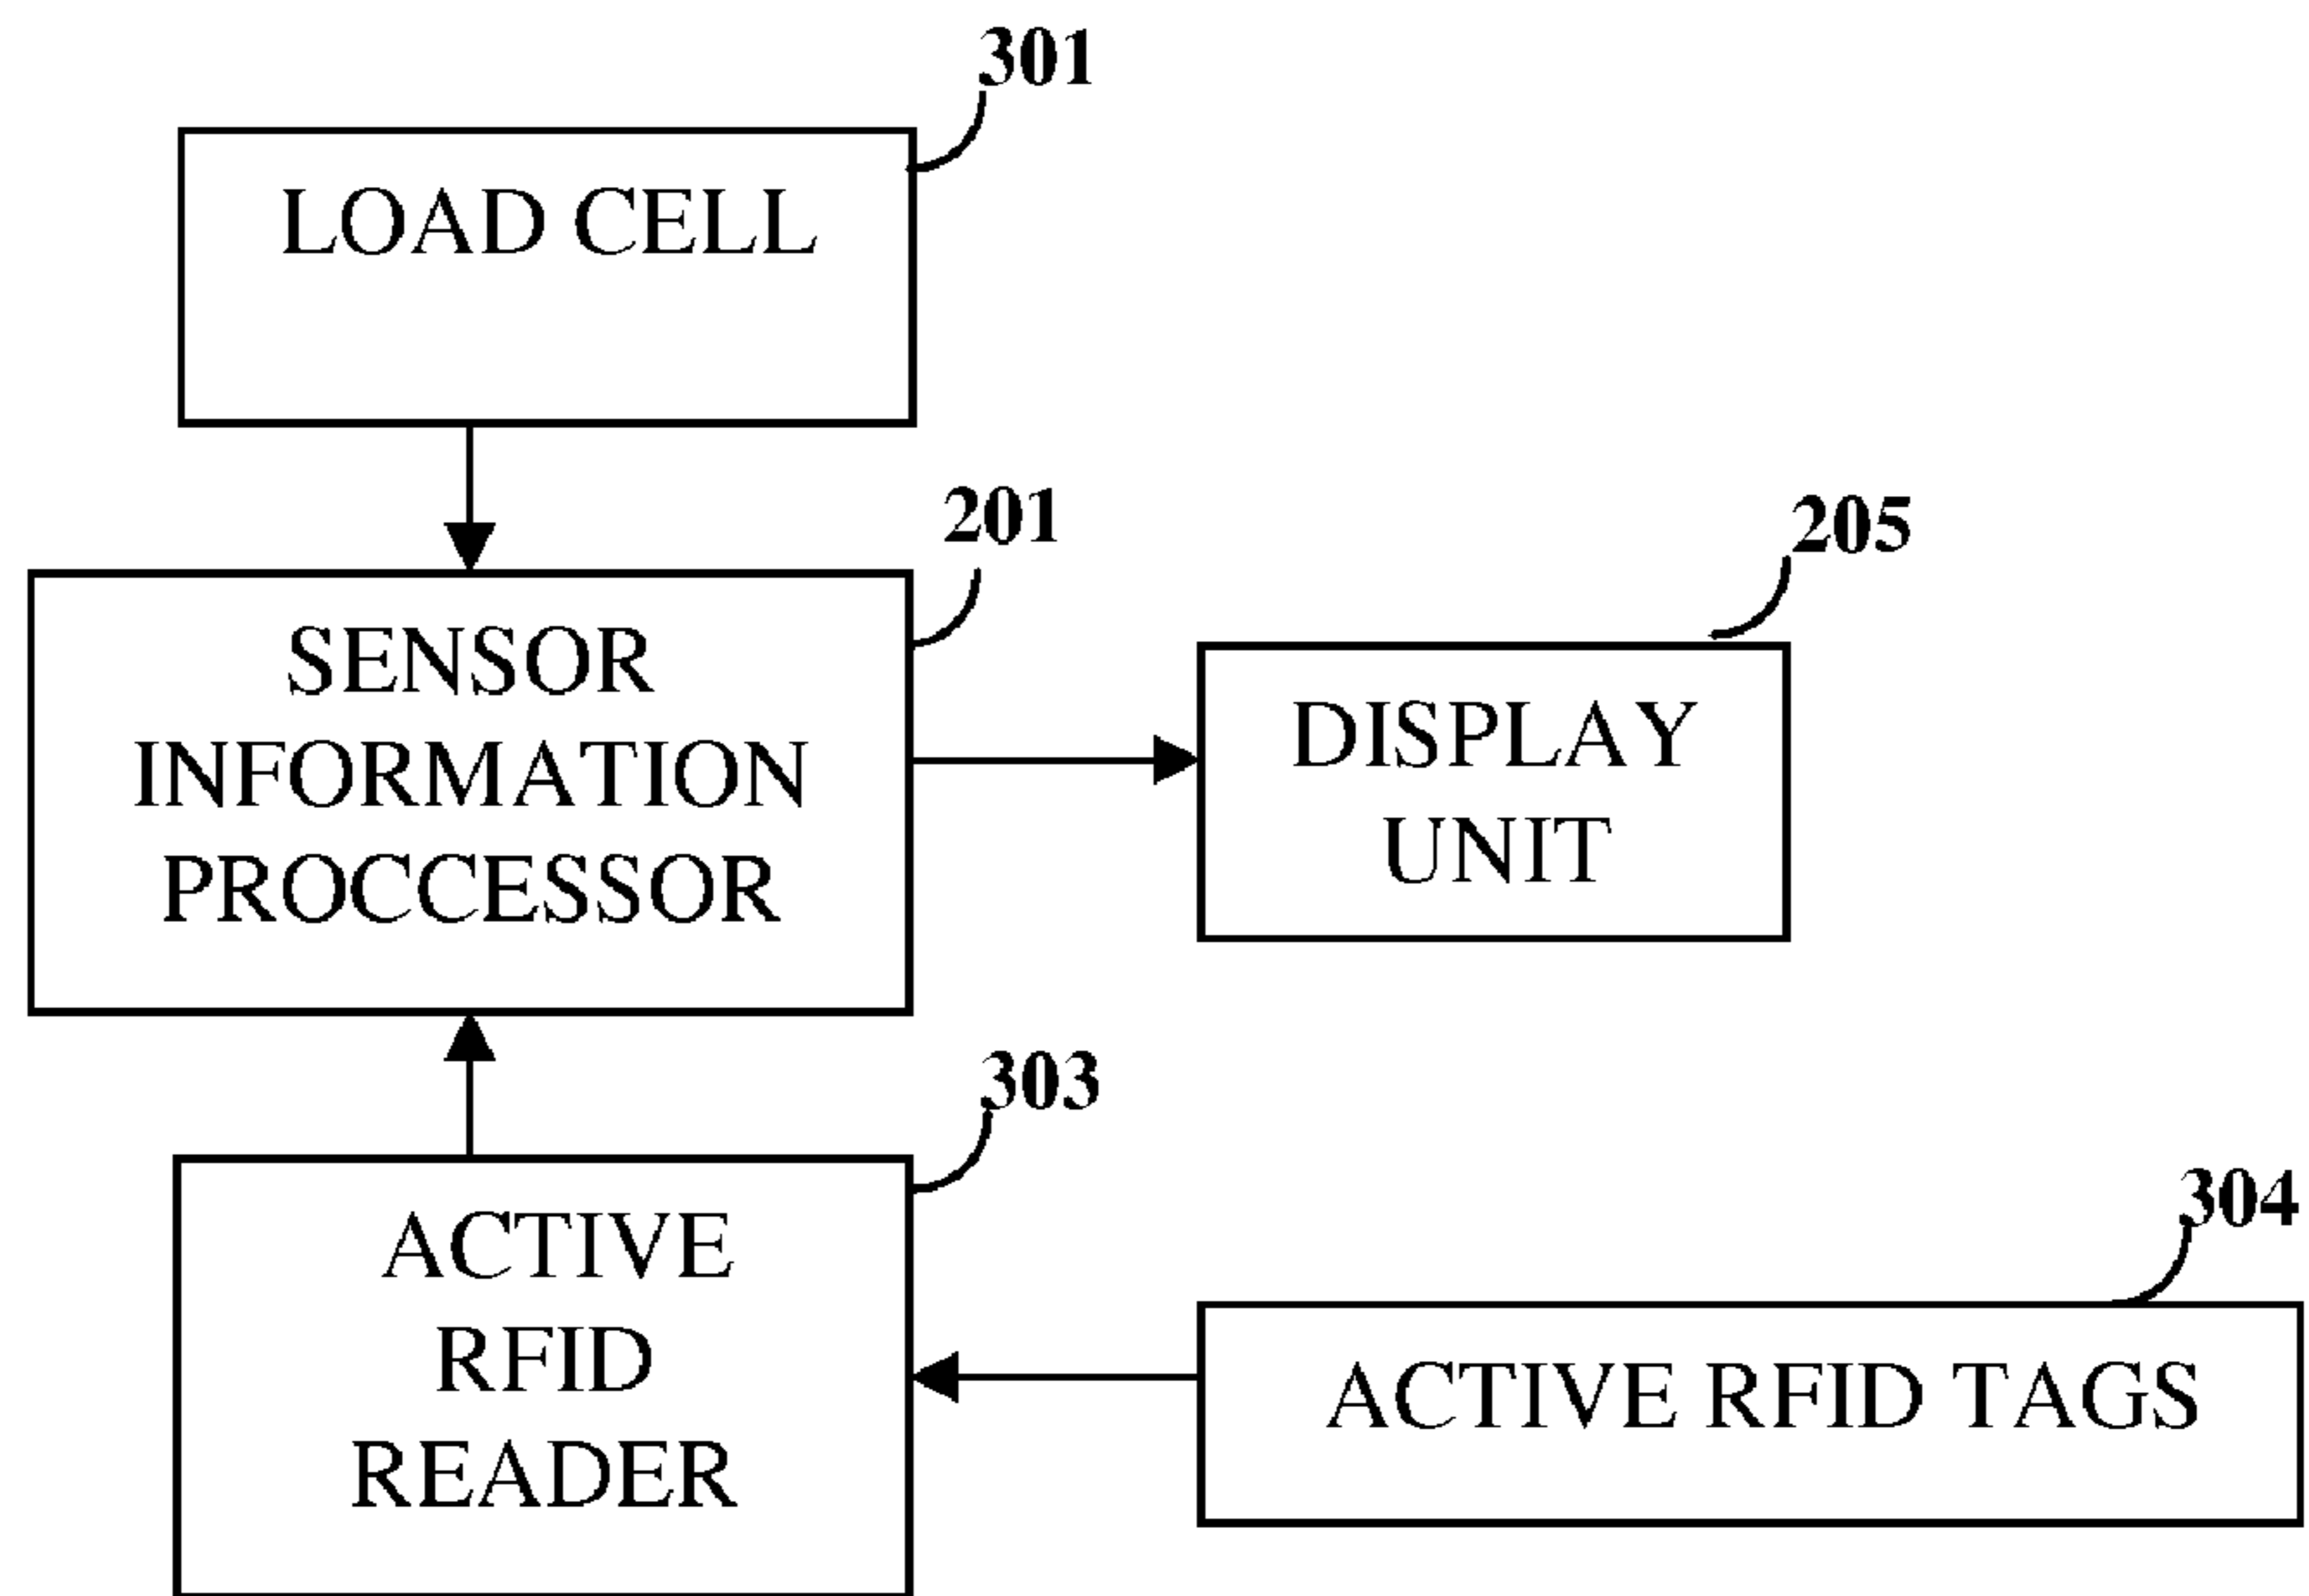 301
LOAD CELL
201
205
SENSOR
INFORMATION
PROCCESSOR
DISPLAY
UNIT
303
304
ACTIVE
RFID
READER
ACTIVE RFID TAGS